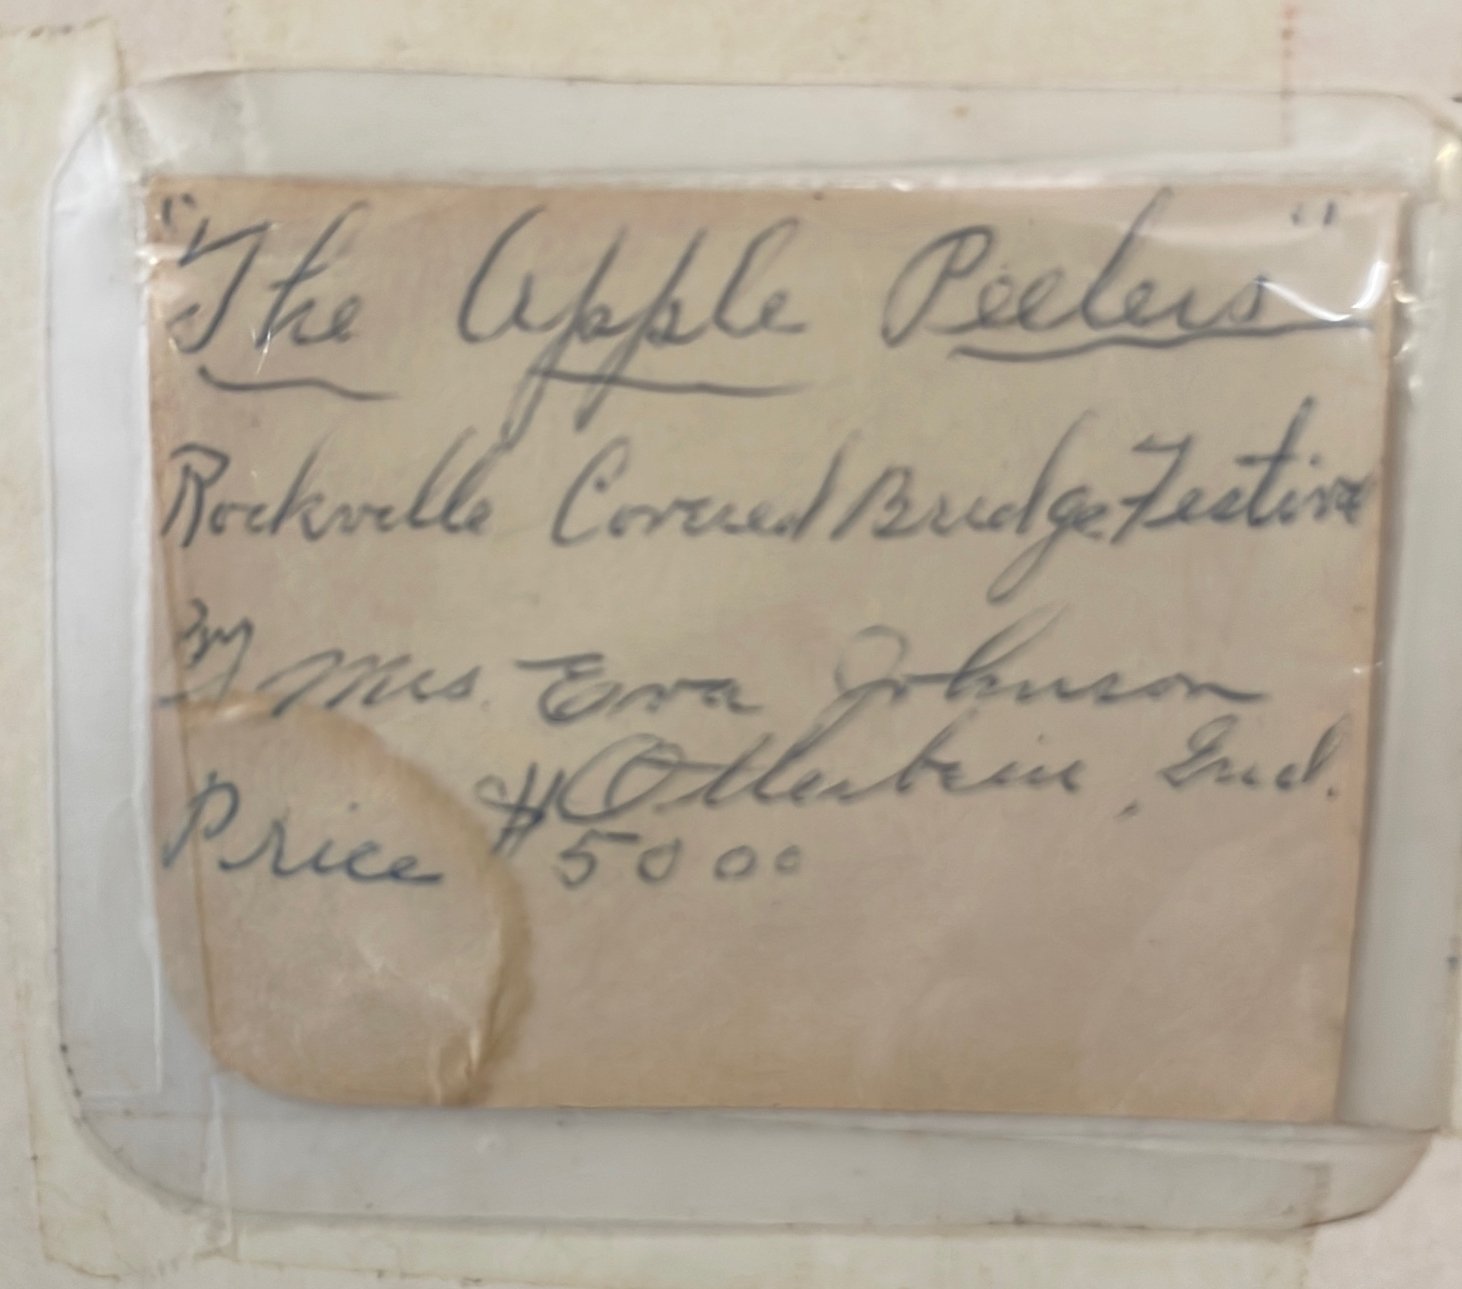 "The Apple Peelers"
Rockville Covered Bridge Festival
By Mrs. Eva Johnson
Otterbein, Ind.
Price $50 00